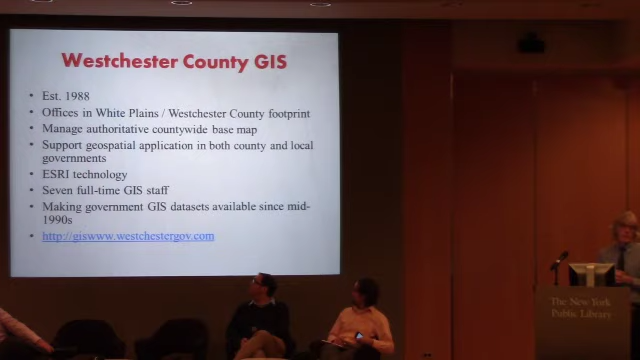 Westchester County GIS
• Est. 1988
• Offices in White Plains / Westchester County footprint
• Manage authoritative countywide base map
• Support geospatial application in both county and local
governments
• ESRI technology
• Seven full-time GIS staff
• Making government GIS datasets available since mid-
1990s
• http://giswww.westchestergov.com
The New York
Public Library